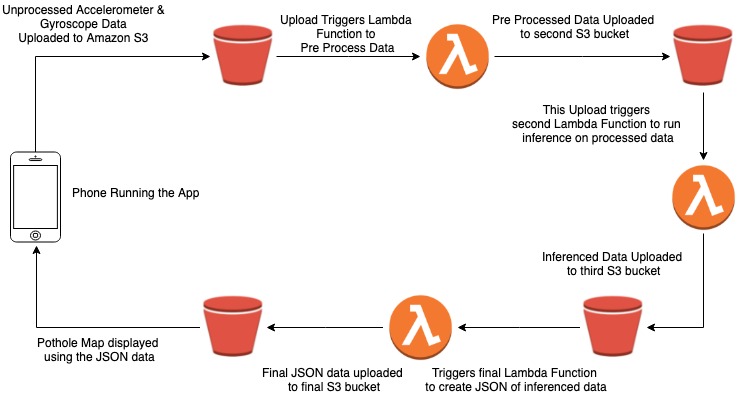 Unprocessed Accelerometer &
Gyroscope Data
Uploaded to Amazon S3
Upload Triggers Lambda
Function to
Pre Process Data
Pre Processed Data Uploaded
to second S3 bucket
This Upload triggers
second Lambda Function to run
inference on processed data
Phone Running the App
Inferenced Data Uploaded
to third S3 bucket
Triggers final Lambda Function
to create JSON of inferenced data
Final JSON data uploaded
to final S3 bucket
Pothole Map displayed
using the JSON data